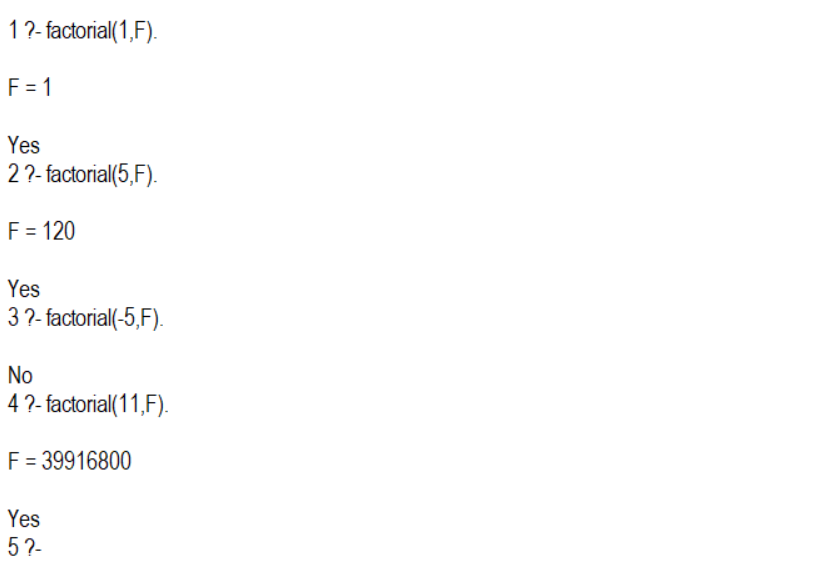 1 ?- factorial(1,F).
F = 1
Yes
2 ?- factorial(5,F).
F = 120
Yes
3 ?- factorial(-5,F).
No
4 ?- factorial(11,F).
F = 39916800
Yes
5 ?-